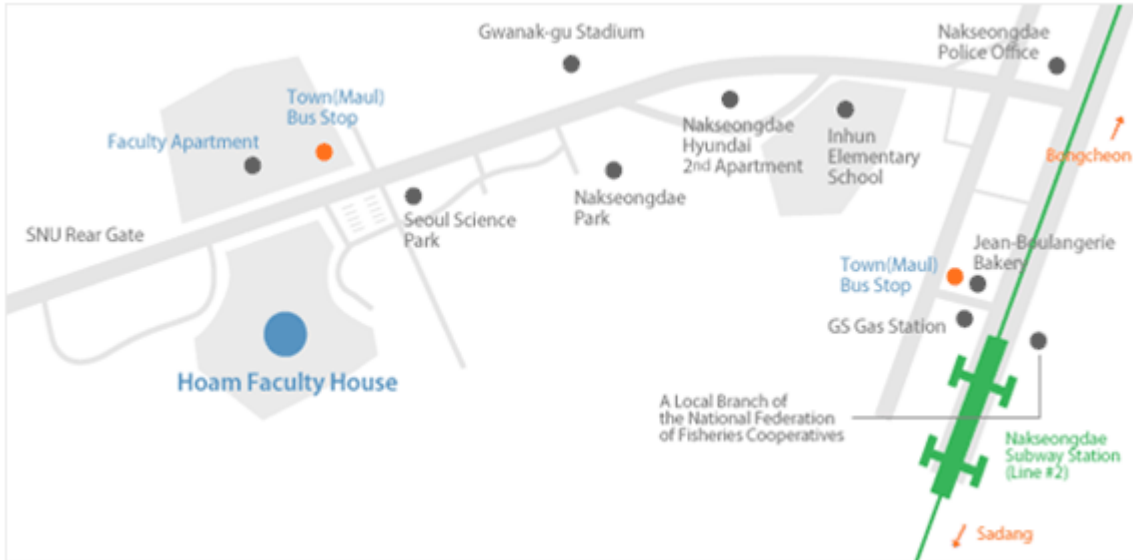 Gwanak-gu Stadium
Nakseongdae
Police Office
Town(Maul)
Bus Stop
Faculty Apartment
Nakseongdae
Hyundai
2nd Apartment
Inhun
Elementary
School
Bongcheon
Nakseongdae
Park
Seoul Science
Park
SNU Rear Gate
Jean-Boulangerie
Bakery
Town(Maul)
Bus Stop
GS Gas Station
Hoam Faculty House
A Local Branch of
the National Federation
of Fisheries Cooperatives
Nakseongdae
Subway Station
(Line #2)
Sadang